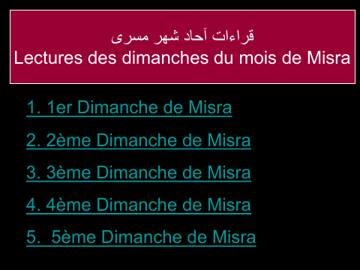 قراءات آحاد شهر مسرى
Lectures des dimanches du mois de Misra
1. 1er Dimanche de Misra
2. 2ème Dimanche de Misra
3. 3ème Dimanche de Misra
4. 4ème Dimanche de Misra
5. 5ème Dimanche de Misra